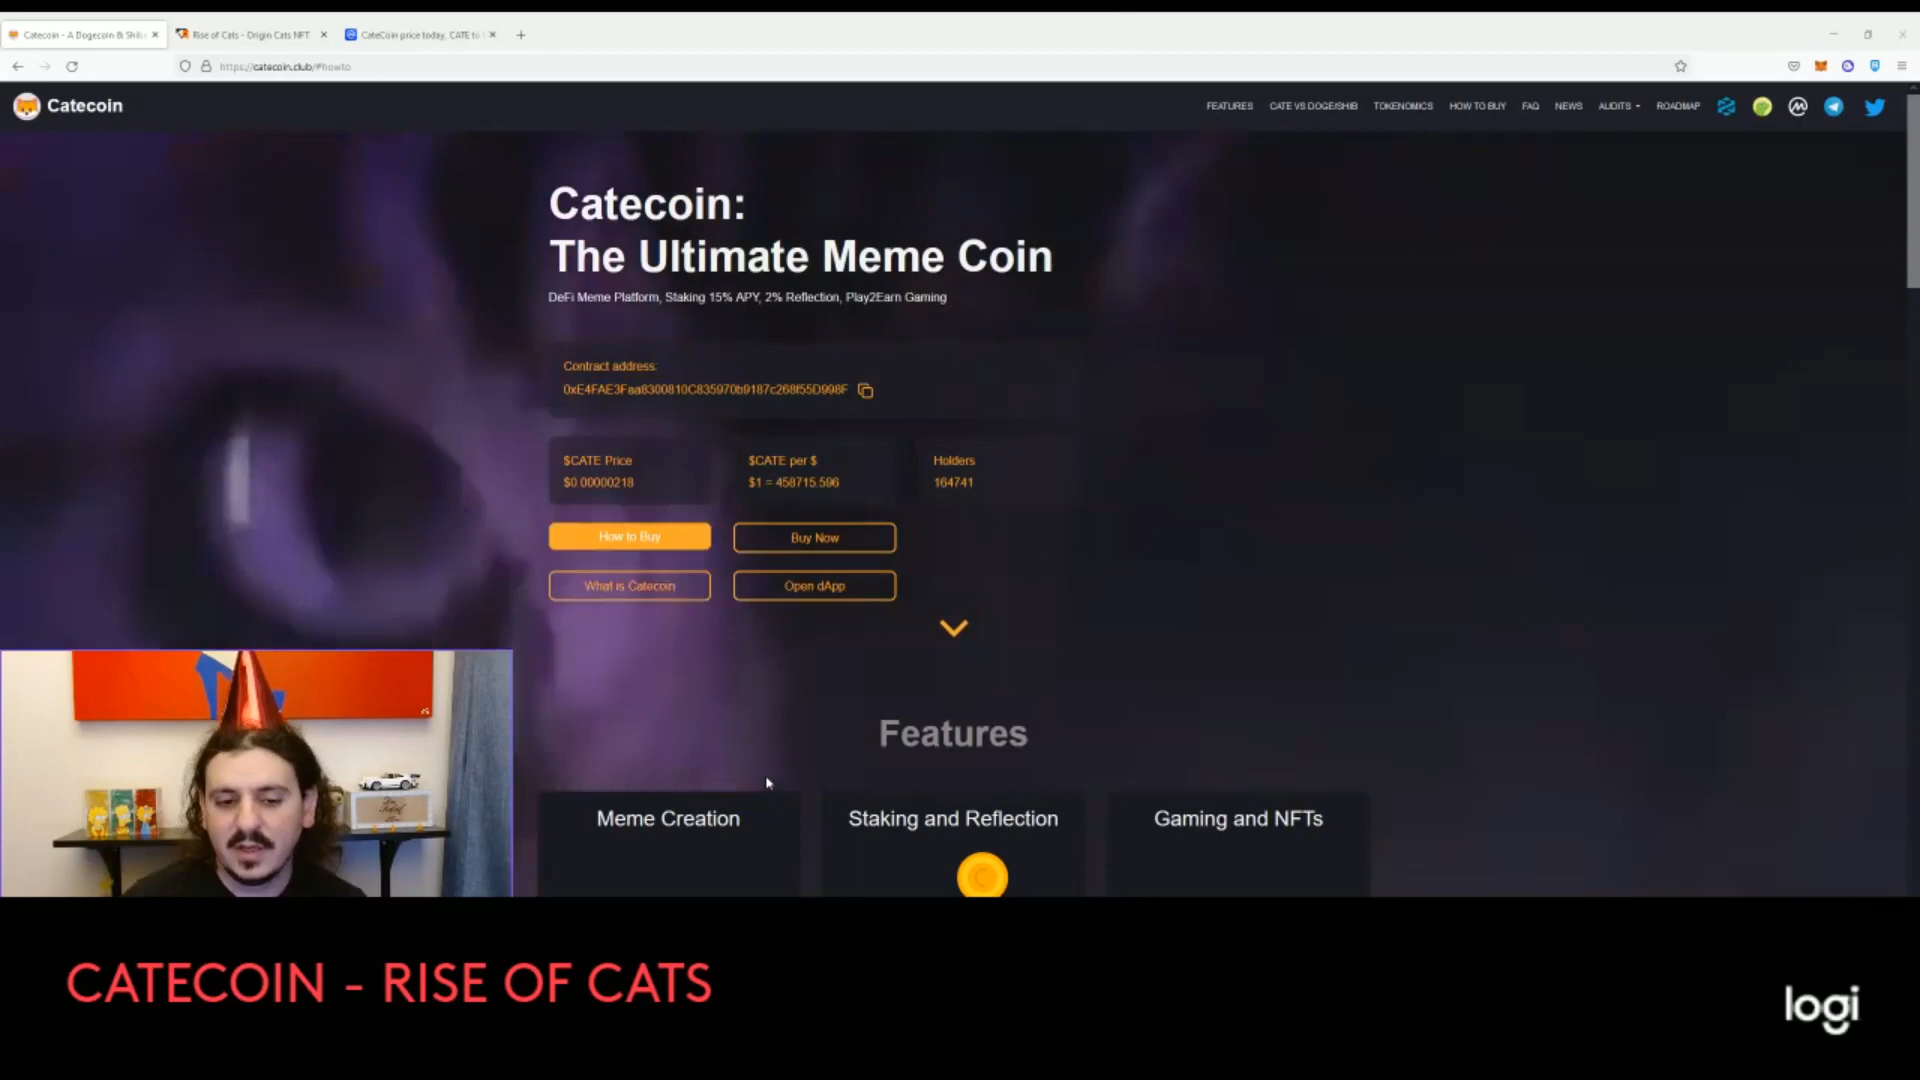 Catecoin - A Dogecoin & Shib
Rise of Cats - Origin Cats NFT
CateCoin price today, CATE to
https://catecoin.club/#howto
Catecoin
FEATURES
CATE VS DOGE/SHIB
TOKENOMICS
HOW TO BUY
FAQ
NEWS
AUDITS
ROADMAP
Catecoin:
The Ultimate Meme Coin
DeFi Meme Platform, Staking 15% APY, 2% Reflection, Play2Earn Gaming
Contract address:
0xE4FAE3Faa8300810C835970b9187c268f55D998F
$CATE Price
$0.00000218
$CATE per $
$1 = 458715.596
Holders
164741
How to Buy
Buy Now
What is Catecoin
Open dApp
Features
Meme Creation
Staking and Reflection
Gaming and NFTs
CATECOIN - RISE OF CATS
logi